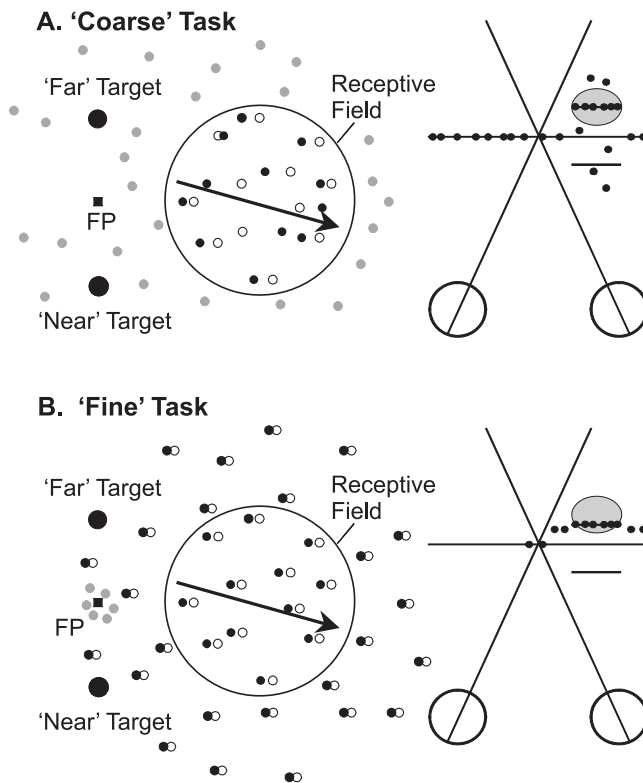 A. ‘Coarse’ Task
‘Far’ Target
Receptive
Field
FP
‘Near’ Target
B. ‘Fine’ Task
‘Far’ Target
Receptive
Field
FP
‘Near’ Target